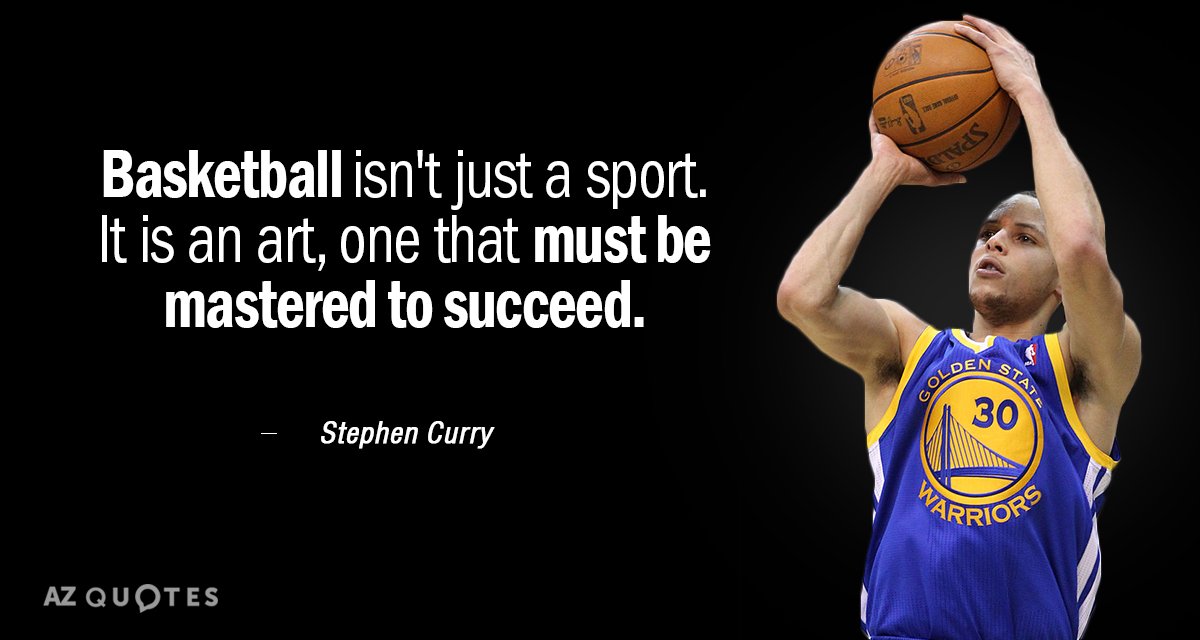 Basketball isn't just a sport.
It is an art, one that must be
mastered to succeed.
– Stephen Curry
AZ QUOTES
GOLDEN STATE
30
WARRIORS